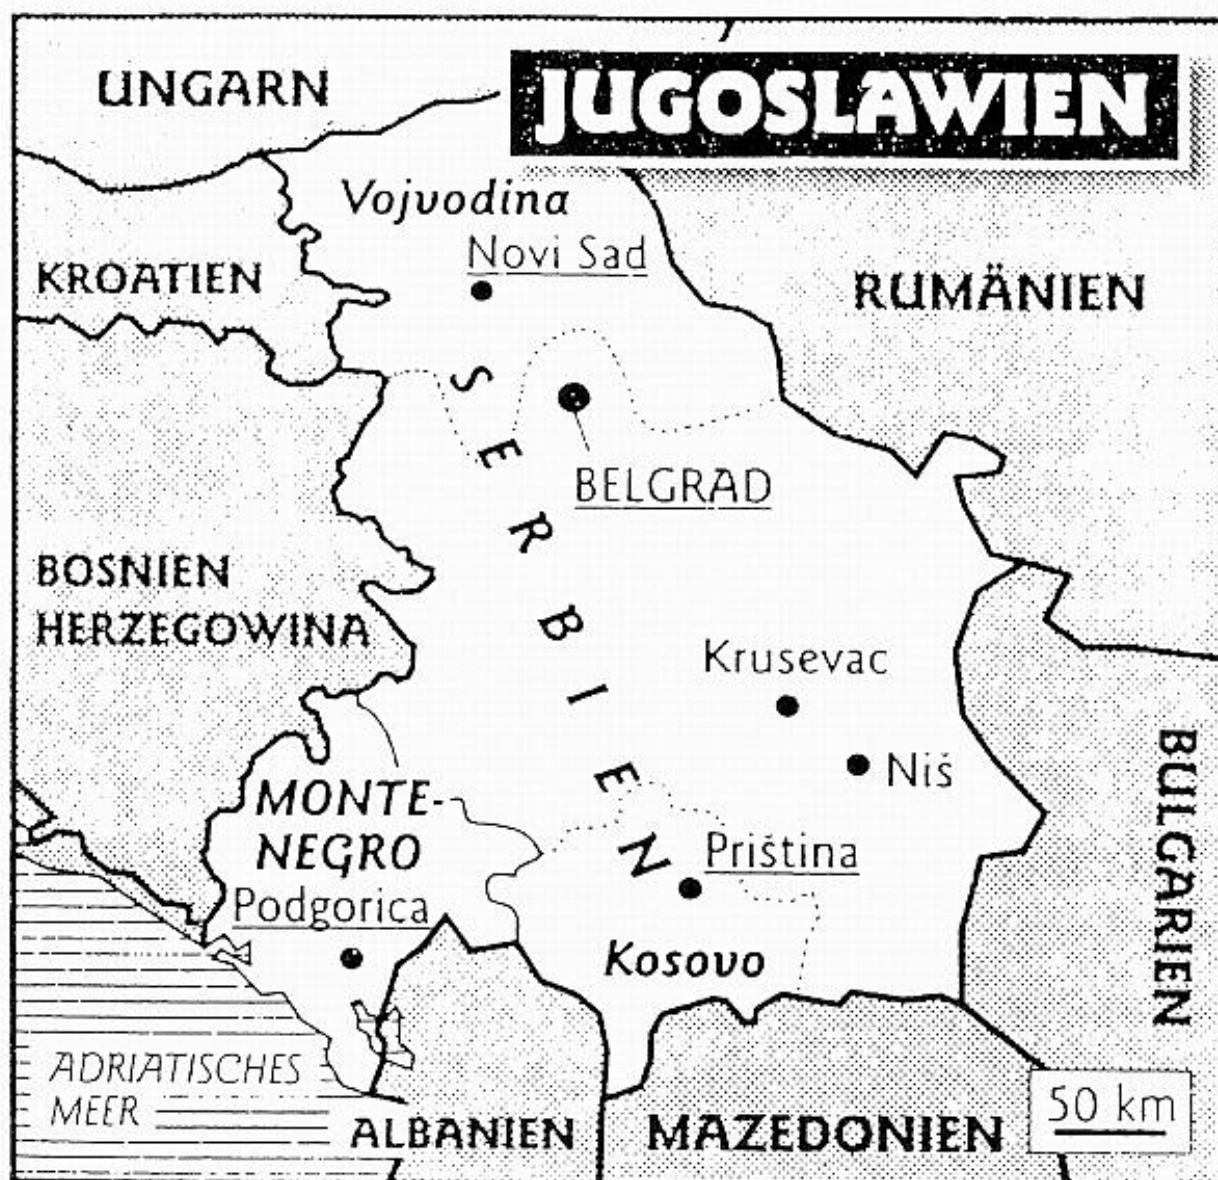 UNGARN
JUGOSLAWIEN
Vojvodina
Novi Sad
KROATIEN
RUMÄNIEN
SERBIEN
BELGRAD
BOSNIEN
HERZEGOWINA
Krusevac
Niš
BULGARIEN
MONTE-
NEGRO
Priština
Podgorica
Kosovo
ADRIATISCHES
MEER
50 km
ALBANIEN
MAZEDONIEN